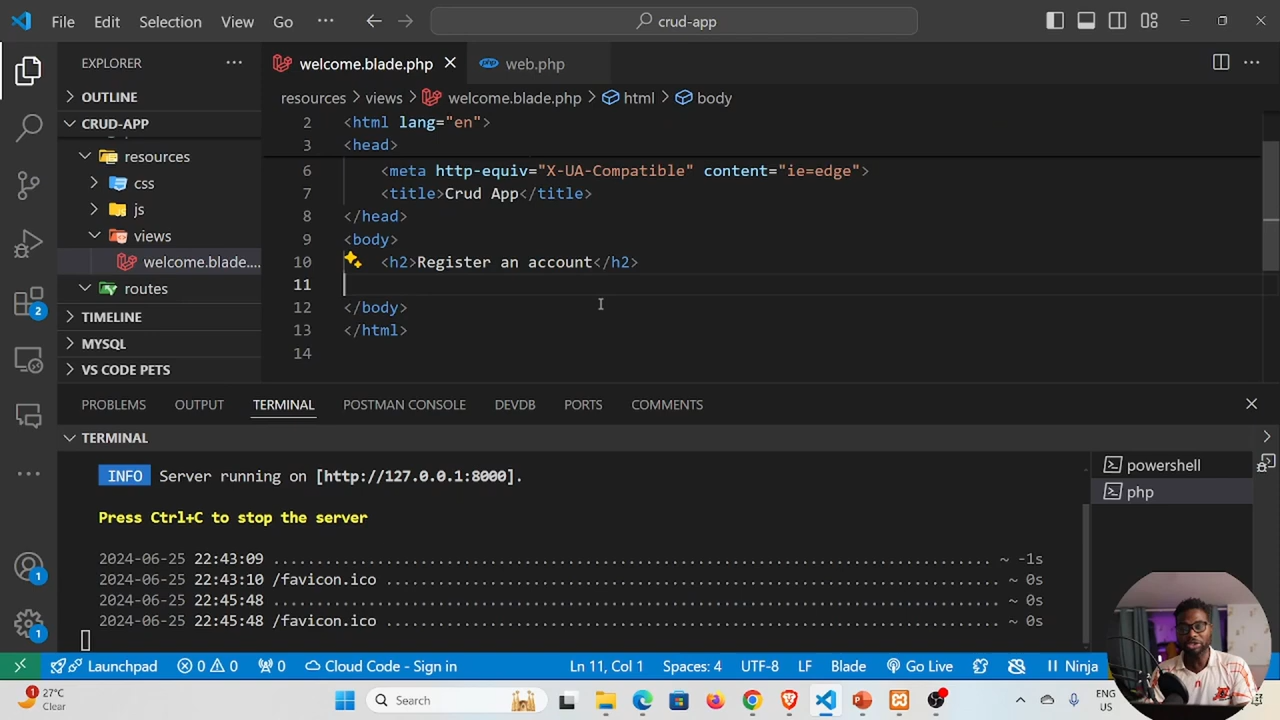 File Edit Selection View Go ··· crud-app
EXPLORER ···
welcome.blade.php web.php ···
OUTLINE
CRUD-APP
resources
css
js
views
welcome.blade....
routes
TIMELINE
MYSQL
VS CODE PETS
resources > views > welcome.blade.php > html > body
2 <html lang="en">
3 <head>
6 <meta http-equiv="X-UA-Compatible" content="ie=edge">
7 <title>Crud App</title>
8 </head>
9 <body>
10 <h2>Register an account</h2>
11
12 </body>
13 </html>
14
PROBLEMS OUTPUT TERMINAL POSTMAN CONSOLE DEVDB PORTS COMMENTS
TERMINAL
INFO Server running on [http://127.0.0.1:8000].
Press Ctrl+C to stop the server
2024-06-25 22:43:09 ........................................ ~ -1s
2024-06-25 22:43:10 /favicon.ico ........................................ ~ 0s
2024-06-25 22:45:48 ........................................ ~ 0s
2024-06-25 22:45:48 /favicon.ico ........................................ ~ 0s
powershell
php
2
1
1
Launchpad 0 0 0 Cloud Code - Sign in Ln 11, Col 1 Spaces: 4 UTF-8 LF Blade Go Live Ninja
1
27°C
Clear
Search
ENG
US